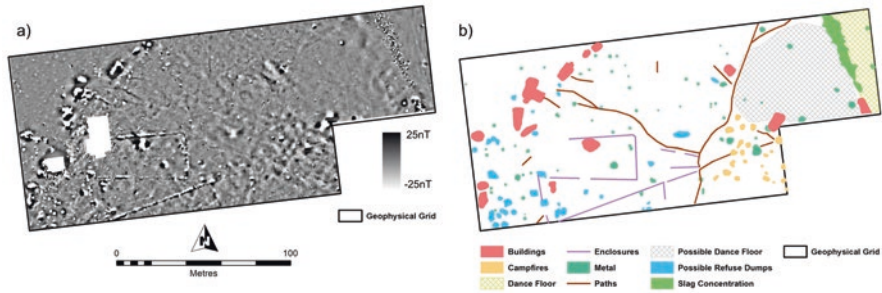 a)
25nT
-25nT
Geophysical Grid
N
0 100
Metres
b)
Buildings
Enclosures
Possible Dance Floor
Geophysical Grid
Campfires
Metal
Possible Refuse Dumps
Dance Floor
Paths
Slag Concentration